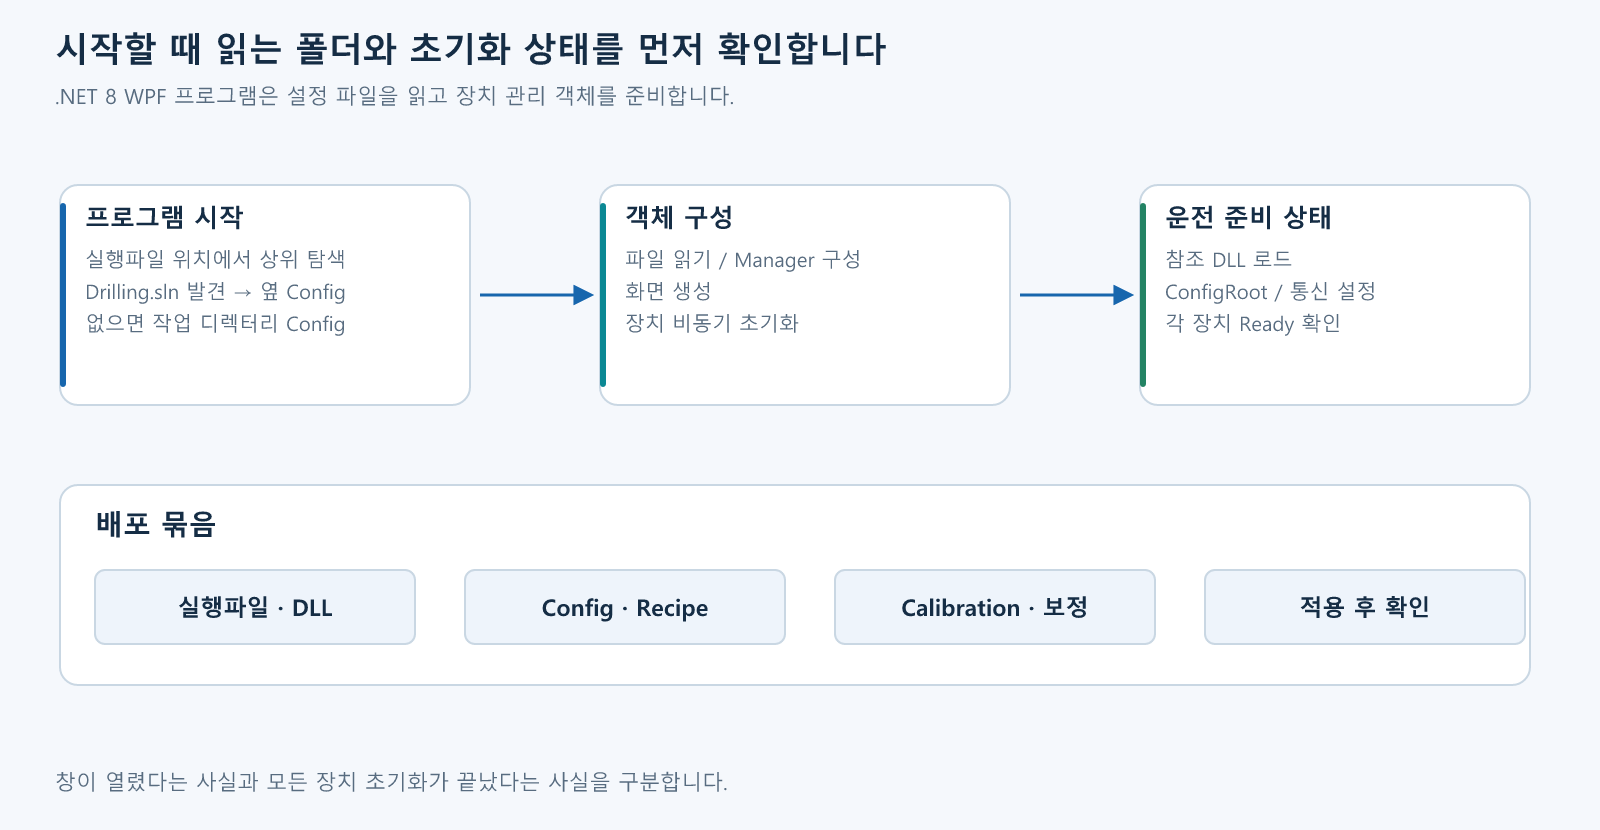 시작할 때 읽는 폴더와 초기화 상태를 먼저 확인합니다
.NET 8 WPF 프로그램은 설정 파일을 읽고 장치 관리 객체를 준비합니다.
프로그램 시작
실행파일 위치에서 상위 탐색
Drilling.sln 발견 → 옆 Config
없으면 작업 디렉터리 Config
객체 구성
파일 읽기 / Manager 구성
화면 생성
장치 비동기 초기화
운전 준비 상태
참조 DLL 로드
ConfigRoot / 통신 설정
각 장치 Ready 확인
배포 묶음
실행파일 · DLL
Config · Recipe
Calibration · 보정
적용 후 확인
창이 열렸다는 사실과 모든 장치 초기화가 끝났다는 사실을 구분합니다.